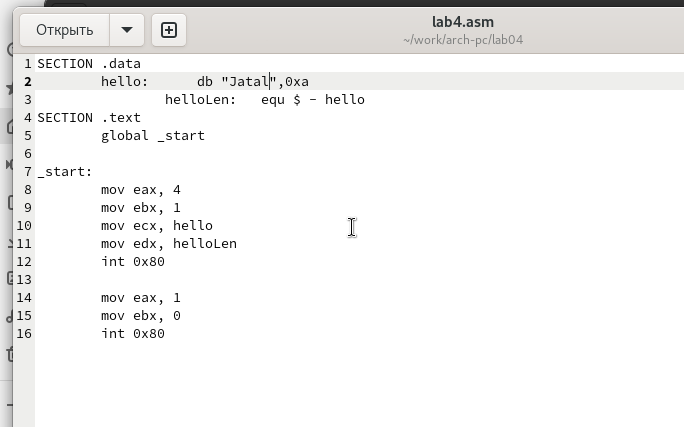 Открыть
lab4.asm
~/work/arch-pc/lab04
1 SECTION .data
2 hello: db "Jatal",0xa
3 helloLen: equ $ - hello
4 SECTION .text
5 global _start
6
7 _start:
8 mov eax, 4
9 mov ebx, 1
10 mov ecx, hello
11 mov edx, helloLen
12 int 0x80
13
14 mov eax, 1
15 mov ebx, 0
16 int 0x80